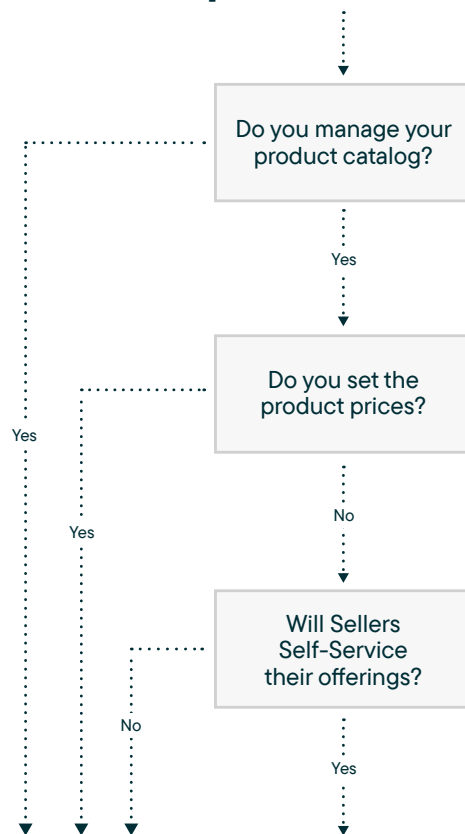 Do you manage your
product catalog?
Yes
Do you set the
product prices?
Yes
Yes
No
Will Sellers
Self-Service
their offerings?
No
Yes